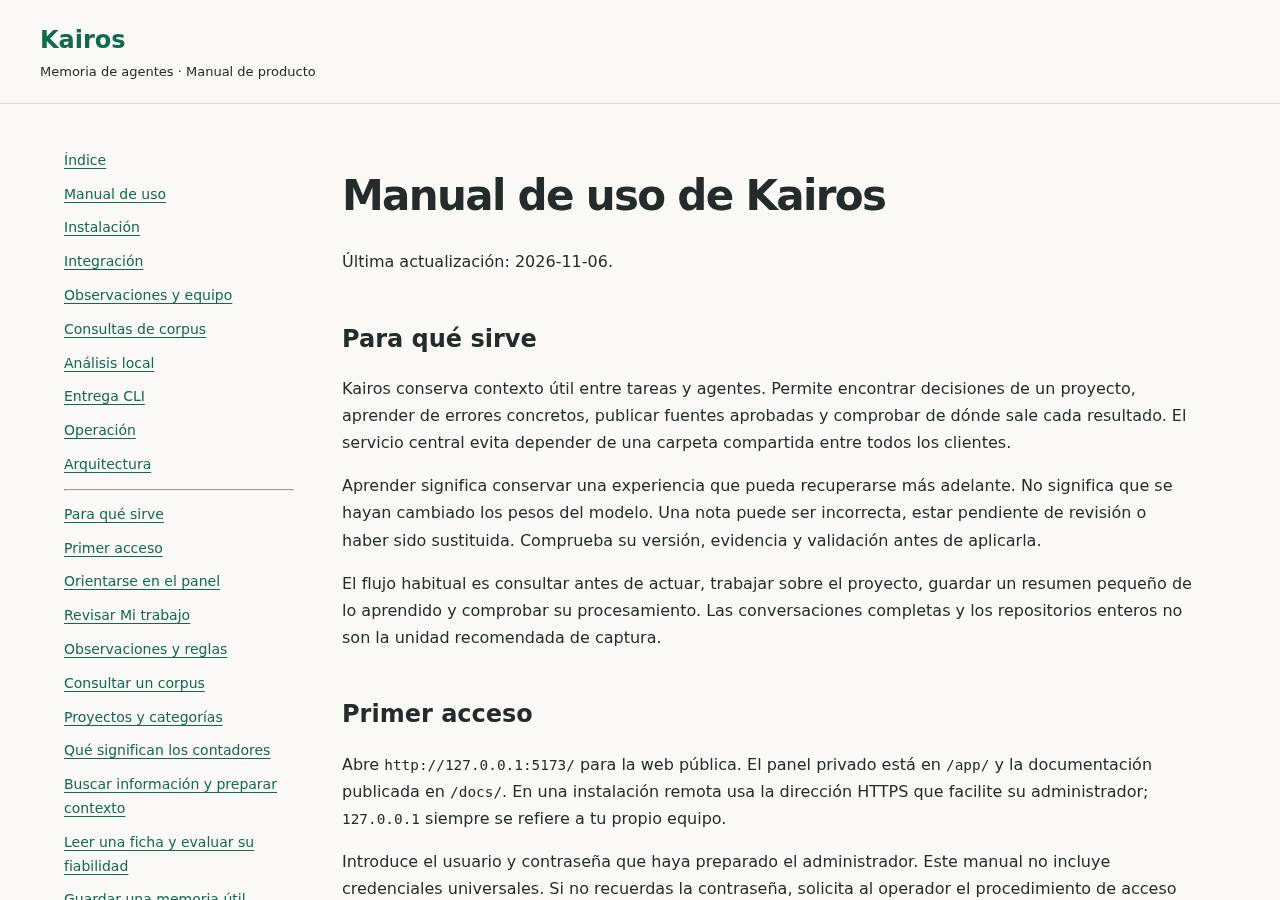 Kairos
Memoria de agentes · Manual de producto
Índice
Manual de uso
Instalación
Integración
Observaciones y equipo
Consultas de corpus
Análisis local
Entrega CLI
Operación
Arquitectura
Para qué sirve
Primer acceso
Orientarse en el panel
Revisar Mi trabajo
Observaciones y reglas
Consultar un corpus
Proyectos y categorías
Qué significan los contadores
Buscar información y preparar
contexto
Leer una ficha y evaluar su
fiabilidad
Guardar una memoria útil
Manual de uso de Kairos
Última actualización: 2026-11-06.
Para qué sirve
Kairos conserva contexto útil entre tareas y agentes. Permite encontrar decisiones de un proyecto,
aprender de errores concretos, publicar fuentes aprobadas y comprobar de dónde sale cada resultado. El
servicio central evita depender de una carpeta compartida entre todos los clientes.
Aprender significa conservar una experiencia que pueda recuperarse más adelante. No significa que se
hayan cambiado los pesos del modelo. Una nota puede ser incorrecta, estar pendiente de revisión o
haber sido sustituida. Comprueba su versión, evidencia y validación antes de aplicarla.
El flujo habitual es consultar antes de actuar, trabajar sobre el proyecto, guardar un resumen pequeño de
lo aprendido y comprobar su procesamiento. Las conversaciones completas y los repositorios enteros no
son la unidad recomendada de captura.
Primer acceso
Abre http://127.0.0.1:5173/ para la web pública. El panel privado está en /app/ y la documentación
publicada en /docs/. En una instalación remota usa la dirección HTTPS que facilite su administrador;
127.0.0.1 siempre se refiere a tu propio equipo.
Introduce el usuario y contraseña que haya preparado el administrador. Este manual no incluye
credenciales universales. Si no recuerdas la contraseña, solicita al operador el procedimiento de acceso